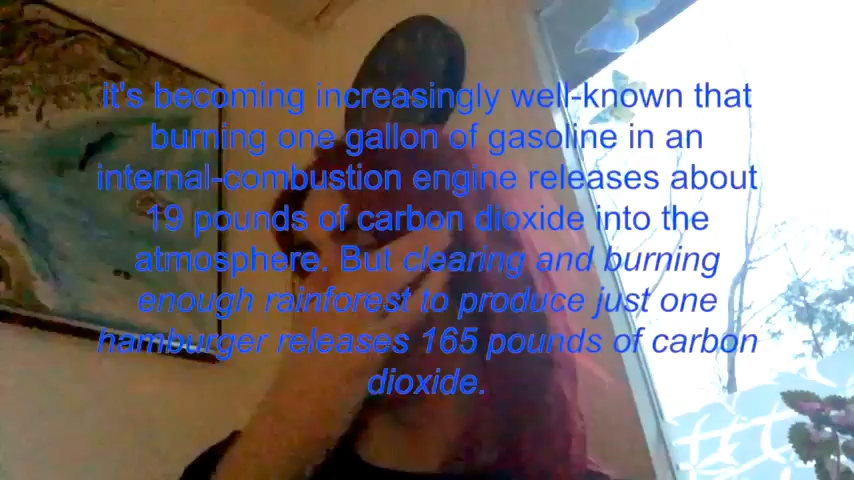 It's becoming increasingly well-known that
burning one gallon of gasoline in an
internal-combustion engine releases about
19 pounds of carbon dioxide into the
atmosphere. But clearing and burning
enough rainforest to produce just one
hamburger releases 165 pounds of carbon
dioxide.